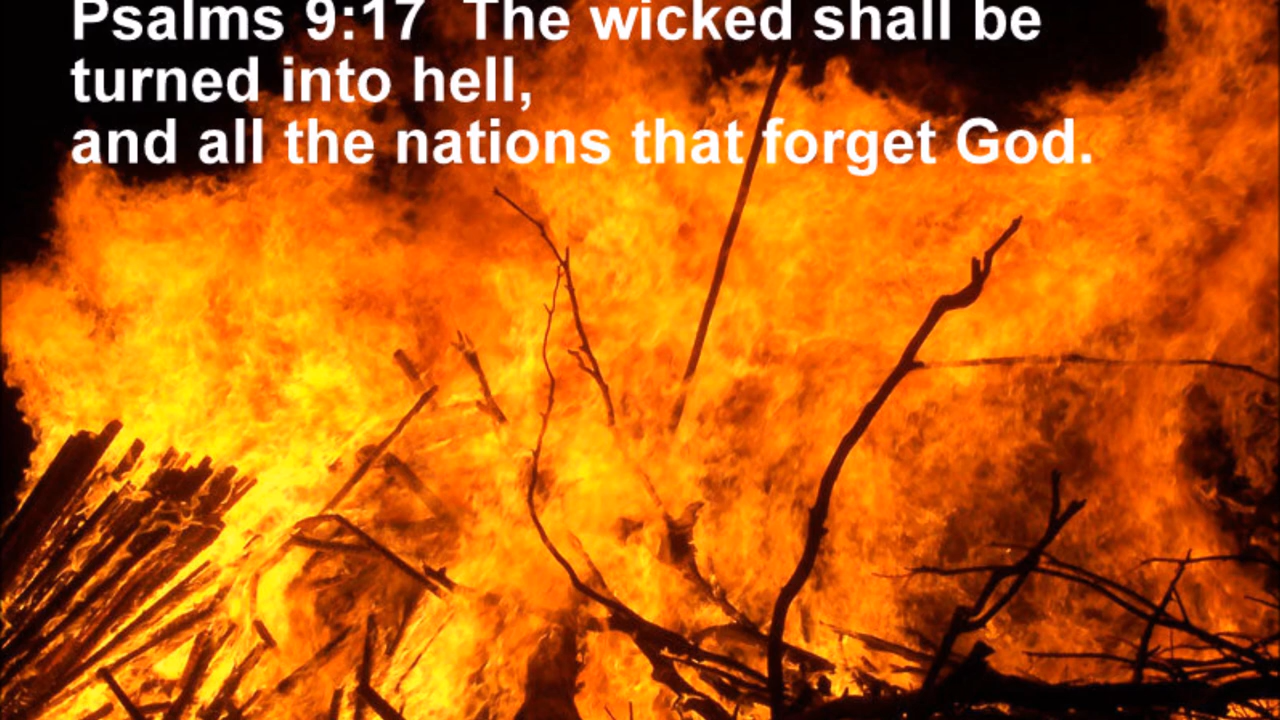 Psalms 9:17  The wicked shall be
turned into hell,
and all the nations that forget God.